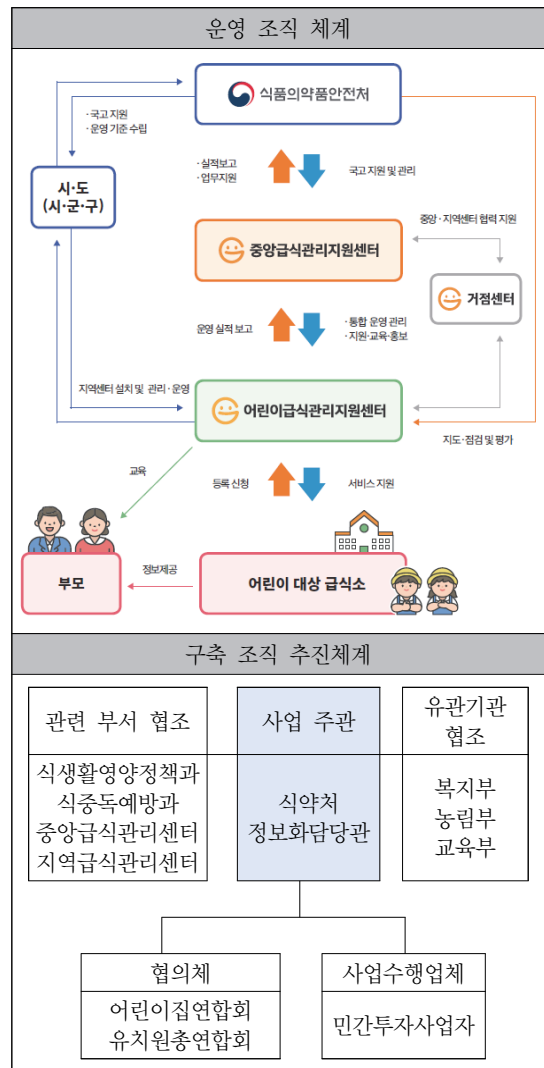 운영 조직 체계
식품의약품안전처
· 국고 지원
· 운영 기준 수립
· 실적보고
· 업무지원
국고 지원 및 관리
시·도
(시·군·구)
중앙 · 지역센터 협력 지원
중앙급식관리지원센터
거점센터
운영 실적 보고
· 통합 운영 관리
· 지원·교육·홍보
지역센터 설치 및 관리 · 운영
어린이급식관리지원센터
지도 · 점검 및 평가
교육
등록 신청
서비스 지원
부모
정보제공
어린이 대상 급식소
구축 조직 추진체계
관련 부서 협조
사업 주관
유관기관
협조
식생활영양정책과
식중독예방과
중앙급식관리센터
지역급식관리센터
식약처
정보화담당관
복지부
농림부
교육부
협의체
사업수행업체
어린이집연합회
유치원총연합회
민간투자사업자